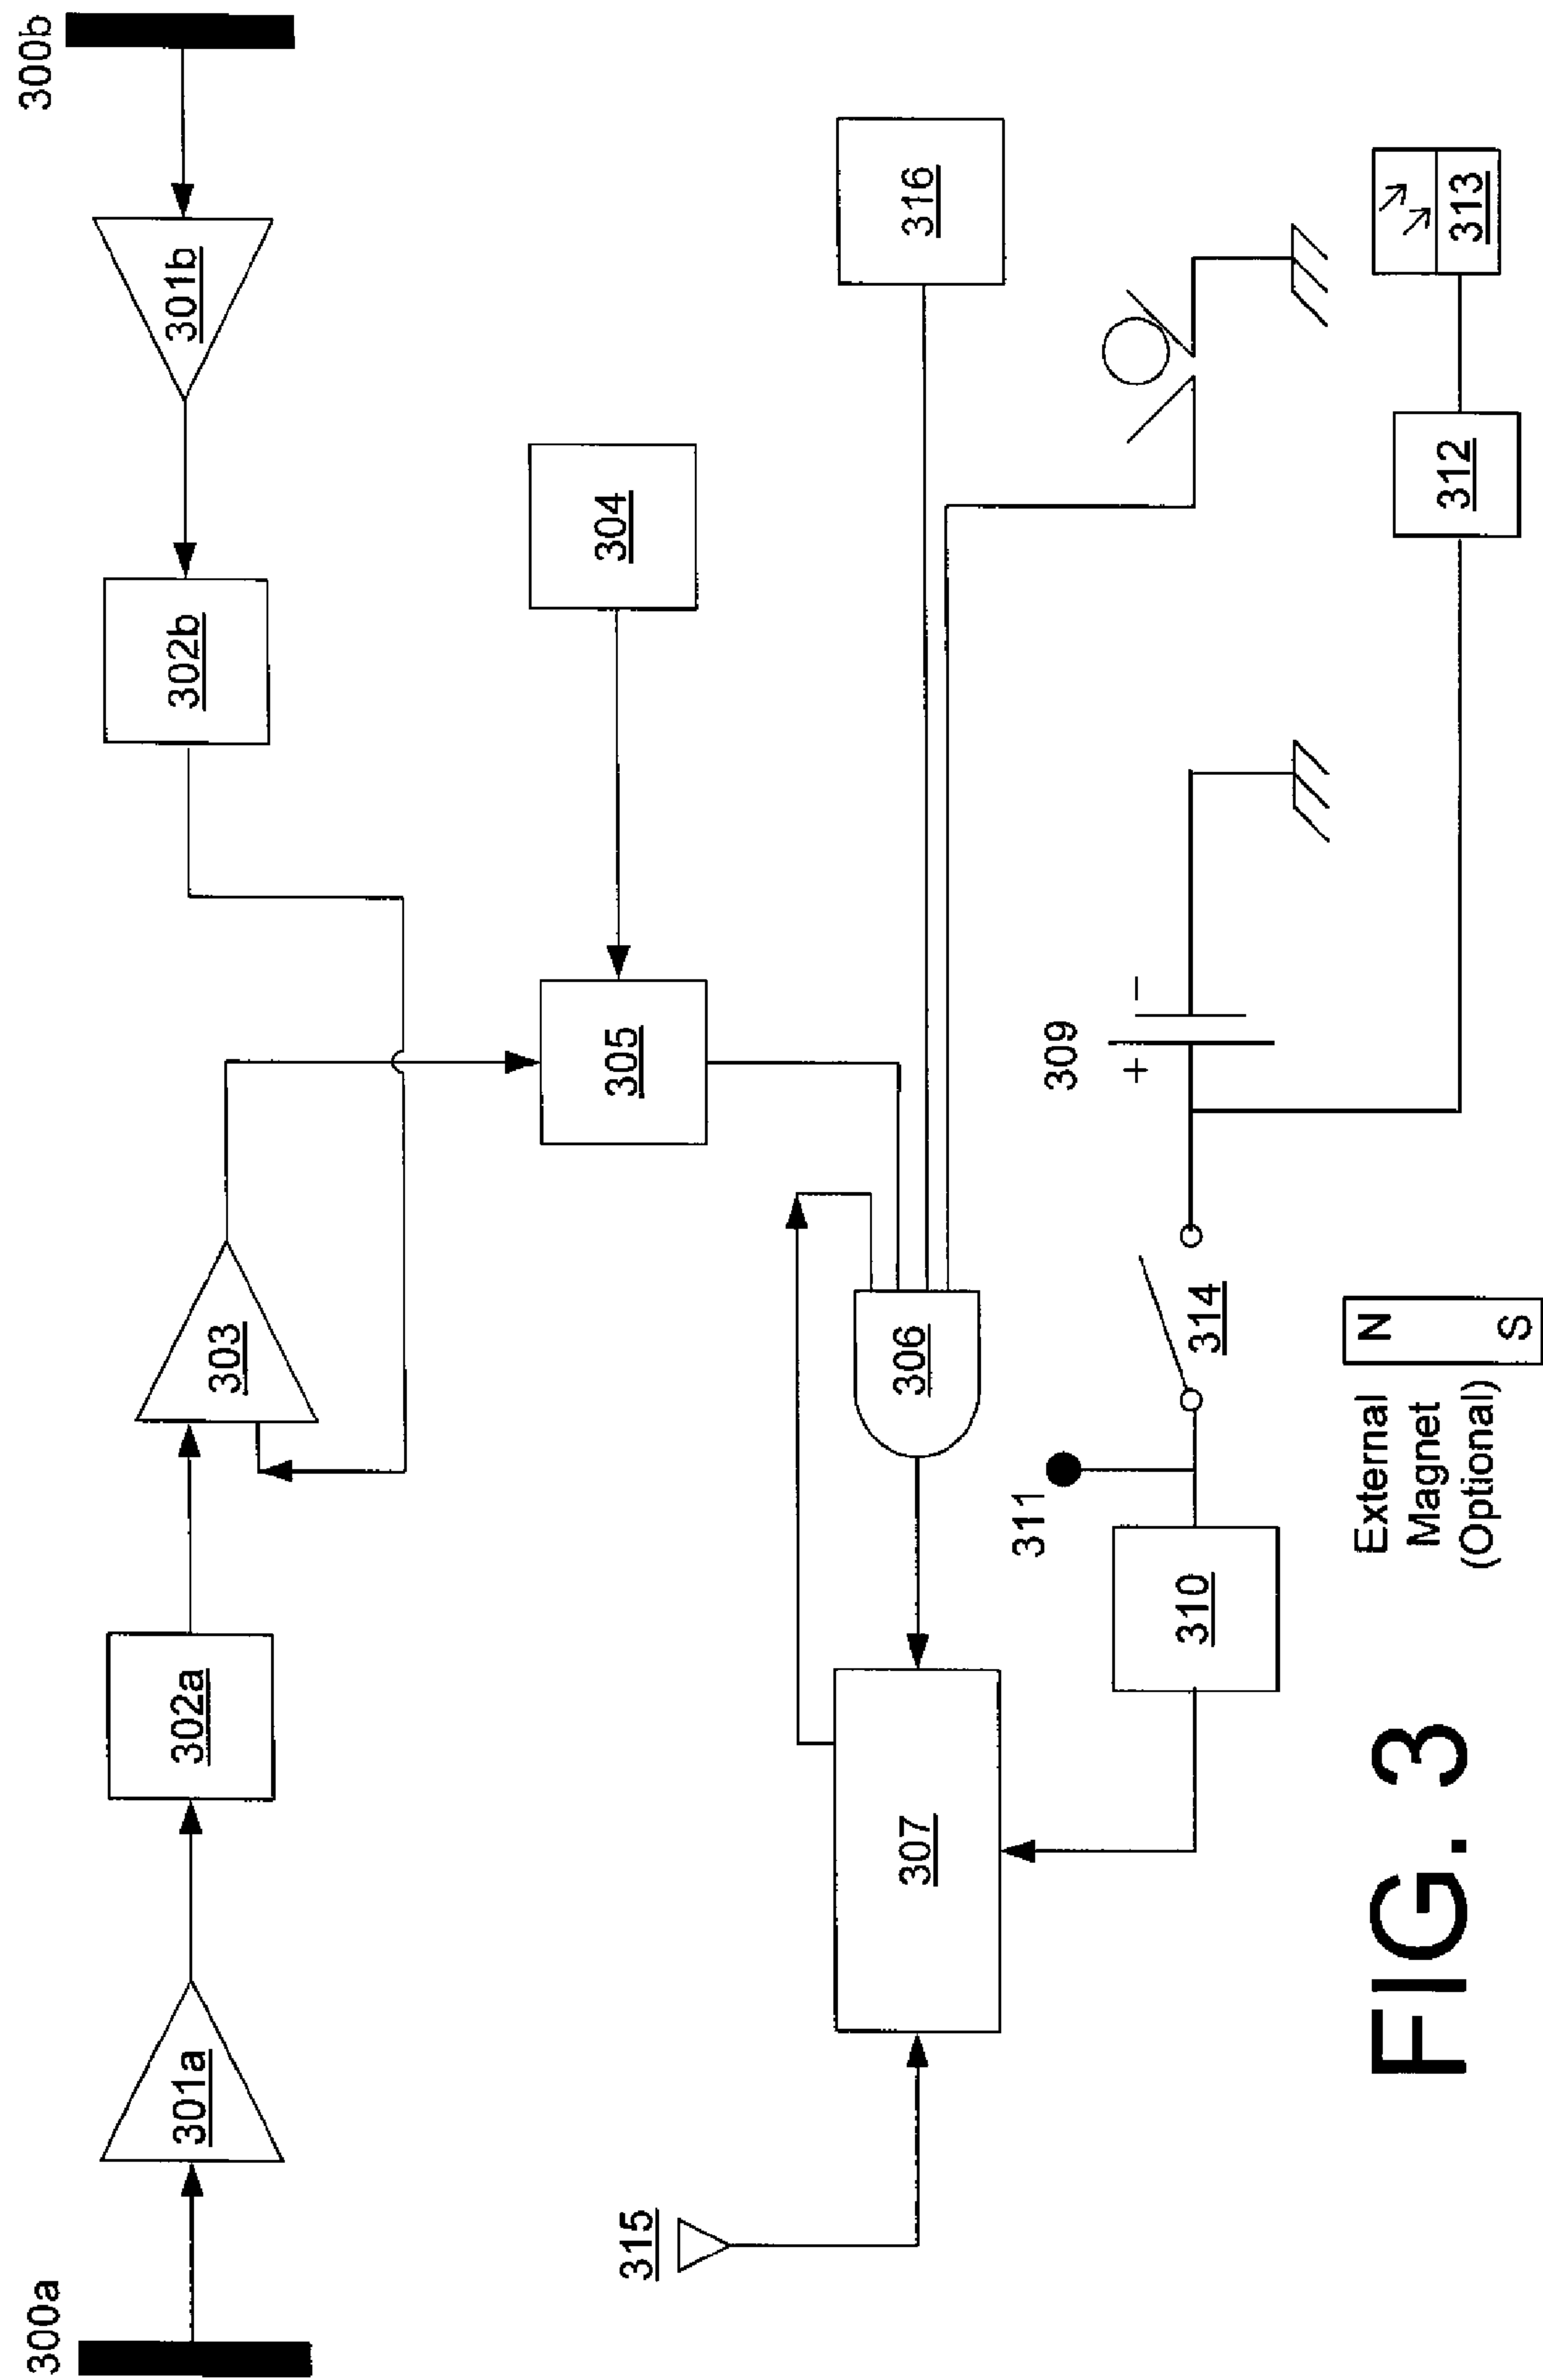 300a
301a
302a
303
302b
301b
300b
304
305
315
307
306
316
311
309
+ -
310
314
312
313
External
Magnet
(Optional)
N
S
FIG. 3